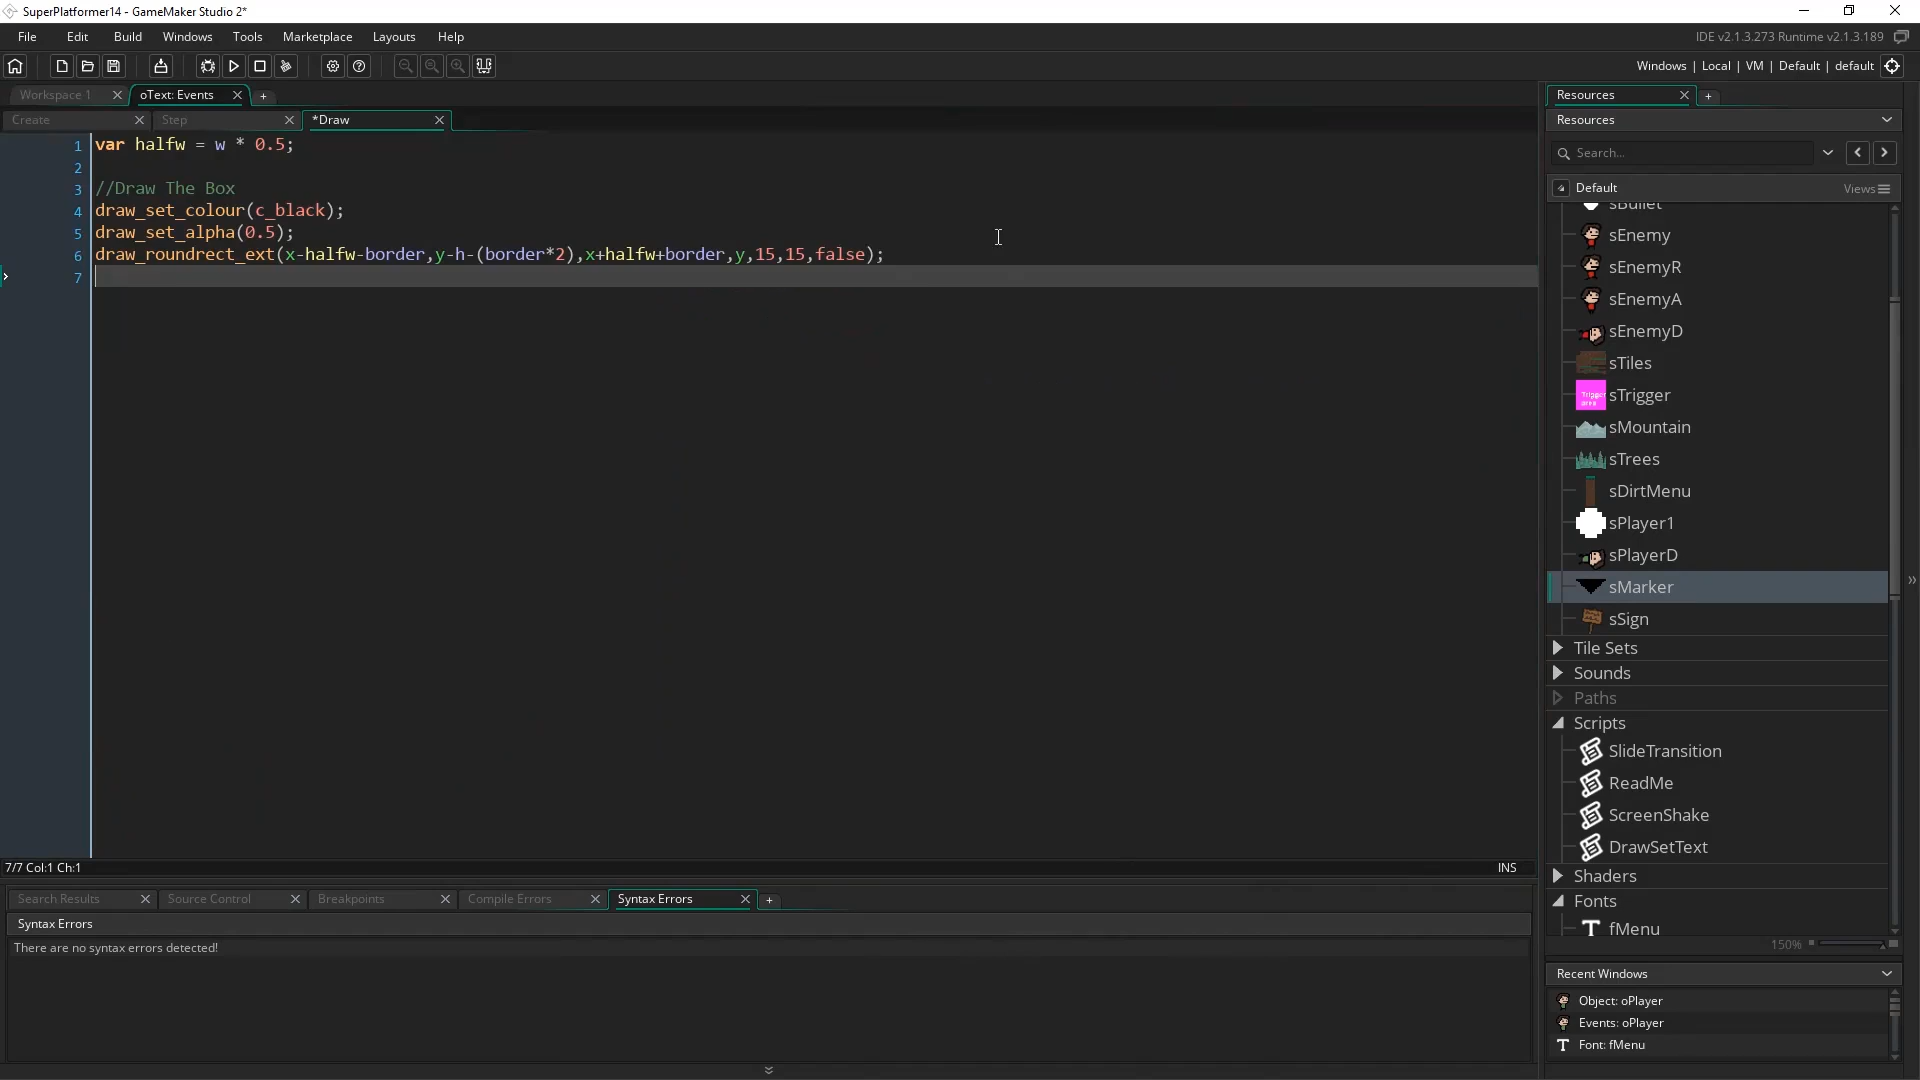 SuperPlatformer14 - GameMaker Studio 2*
File Edit Build Windows Tools Marketplace Layouts Help
IDE v2.1.3.273 Runtime v2.1.3.189
Windows | Local | VM | Default | default
Workspace 1
oText: Events
Create
Step
*Draw
1 var halfw = w * 0.5;
2
3 //Draw The Box
4 draw_set_colour(c_black);
5 draw_set_alpha(0.5);
6 draw_roundrect_ext(x-halfw-border,y-h-(border*2),x+halfw+border,y,15,15,false);
7
7/7 Col:1 Ch:1
INS
Search Results
Source Control
Breakpoints
Compile Errors
Syntax Errors
Syntax Errors
There are no syntax errors detected!
Resources
Resources
Search...
Default
Views
sBullet
sEnemy
sEnemyR
sEnemyA
sEnemyD
sTiles
sTrigger
sMountain
sTrees
sDirtMenu
sPlayer1
sPlayerD
sMarker
sSign
Tile Sets
Sounds
Paths
Scripts
SlideTransition
ReadMe
ScreenShake
DrawSetText
Shaders
Fonts
fMenu
150%
Recent Windows
Object: oPlayer
Events: oPlayer
Font: fMenu